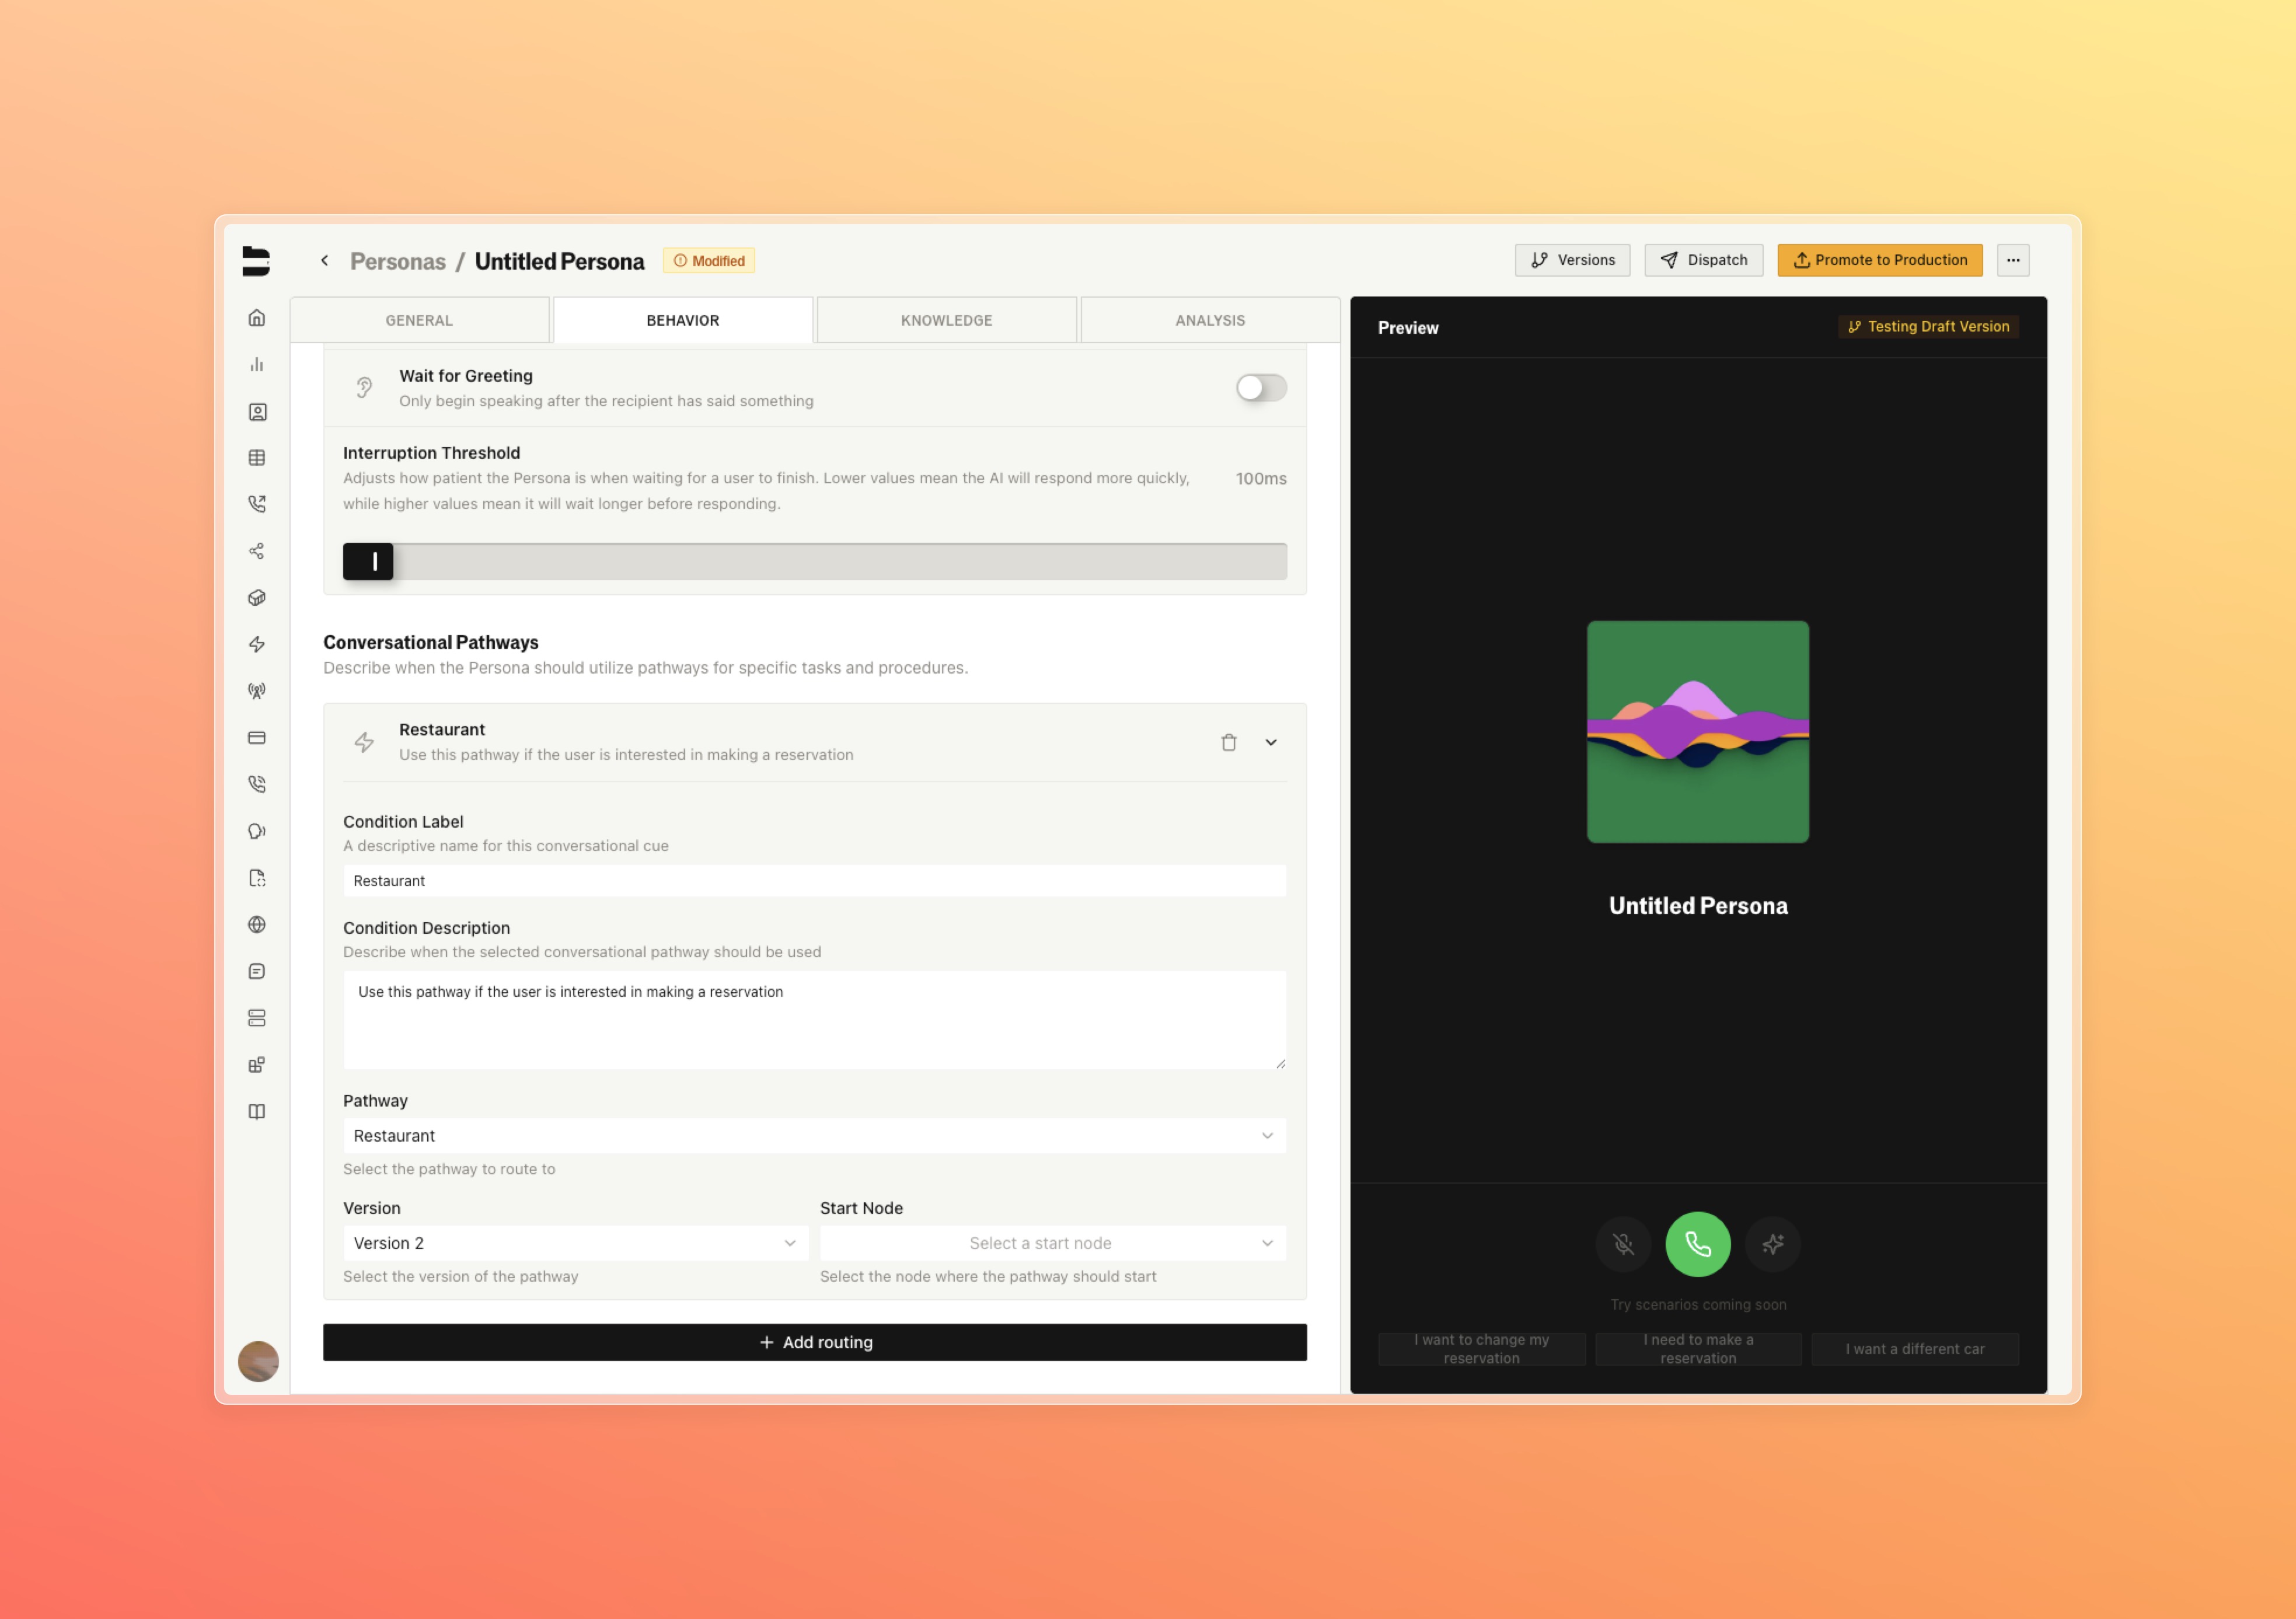 Personas / Untitled Persona
Modified
Versions
Dispatch
Promote to Production
GENERAL
BEHAVIOR
KNOWLEDGE
ANALYSIS
Wait for Greeting
Only begin speaking after the recipient has said something
Interruption Threshold
Adjusts how patient the Persona is when waiting for a user to finish. Lower values mean the AI will respond more quickly,
while higher values mean it will wait longer before responding.
100ms
Conversational Pathways
Describe when the Persona should utilize pathways for specific tasks and procedures.
Restaurant
Use this pathway if the user is interested in making a reservation
Condition Label
A descriptive name for this conversational cue
Restaurant
Condition Description
Describe when the selected conversational pathway should be used
Use this pathway if the user is interested in making a reservation
Pathway
Restaurant
Select the pathway to route to
Version
Version 2
Select the version of the pathway
Start Node
Select a start node
Select the node where the pathway should start
Add routing
Preview
Testing Draft Version
Untitled Persona
Try scenarios coming soon
I want to change my
reservation
I need to make a
reservation
I want a different car